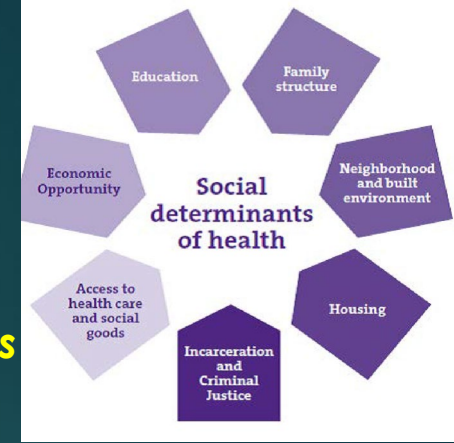 Education
Family
structure
Economic
Opportunity
Social
determinants
of health
Neighborhood
and built
environment
Access to
health care
and social
goods
Housing
s
Incarceration
and
Criminal
Justice